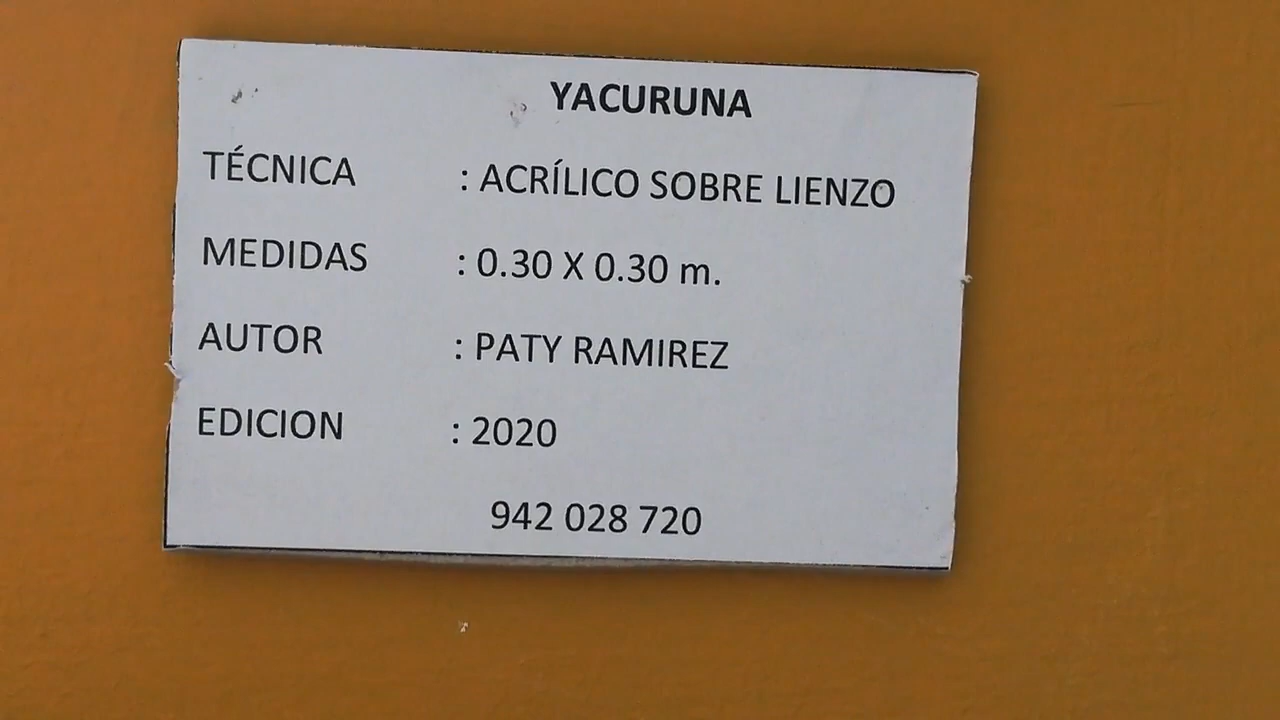 YACURUNA
TÉCNICA : ACRÍLICO SOBRE LIENZO
MEDIDAS : 0.30 X 0.30 m.
AUTOR : PATY RAMIREZ
EDICION : 2020
942 028 720